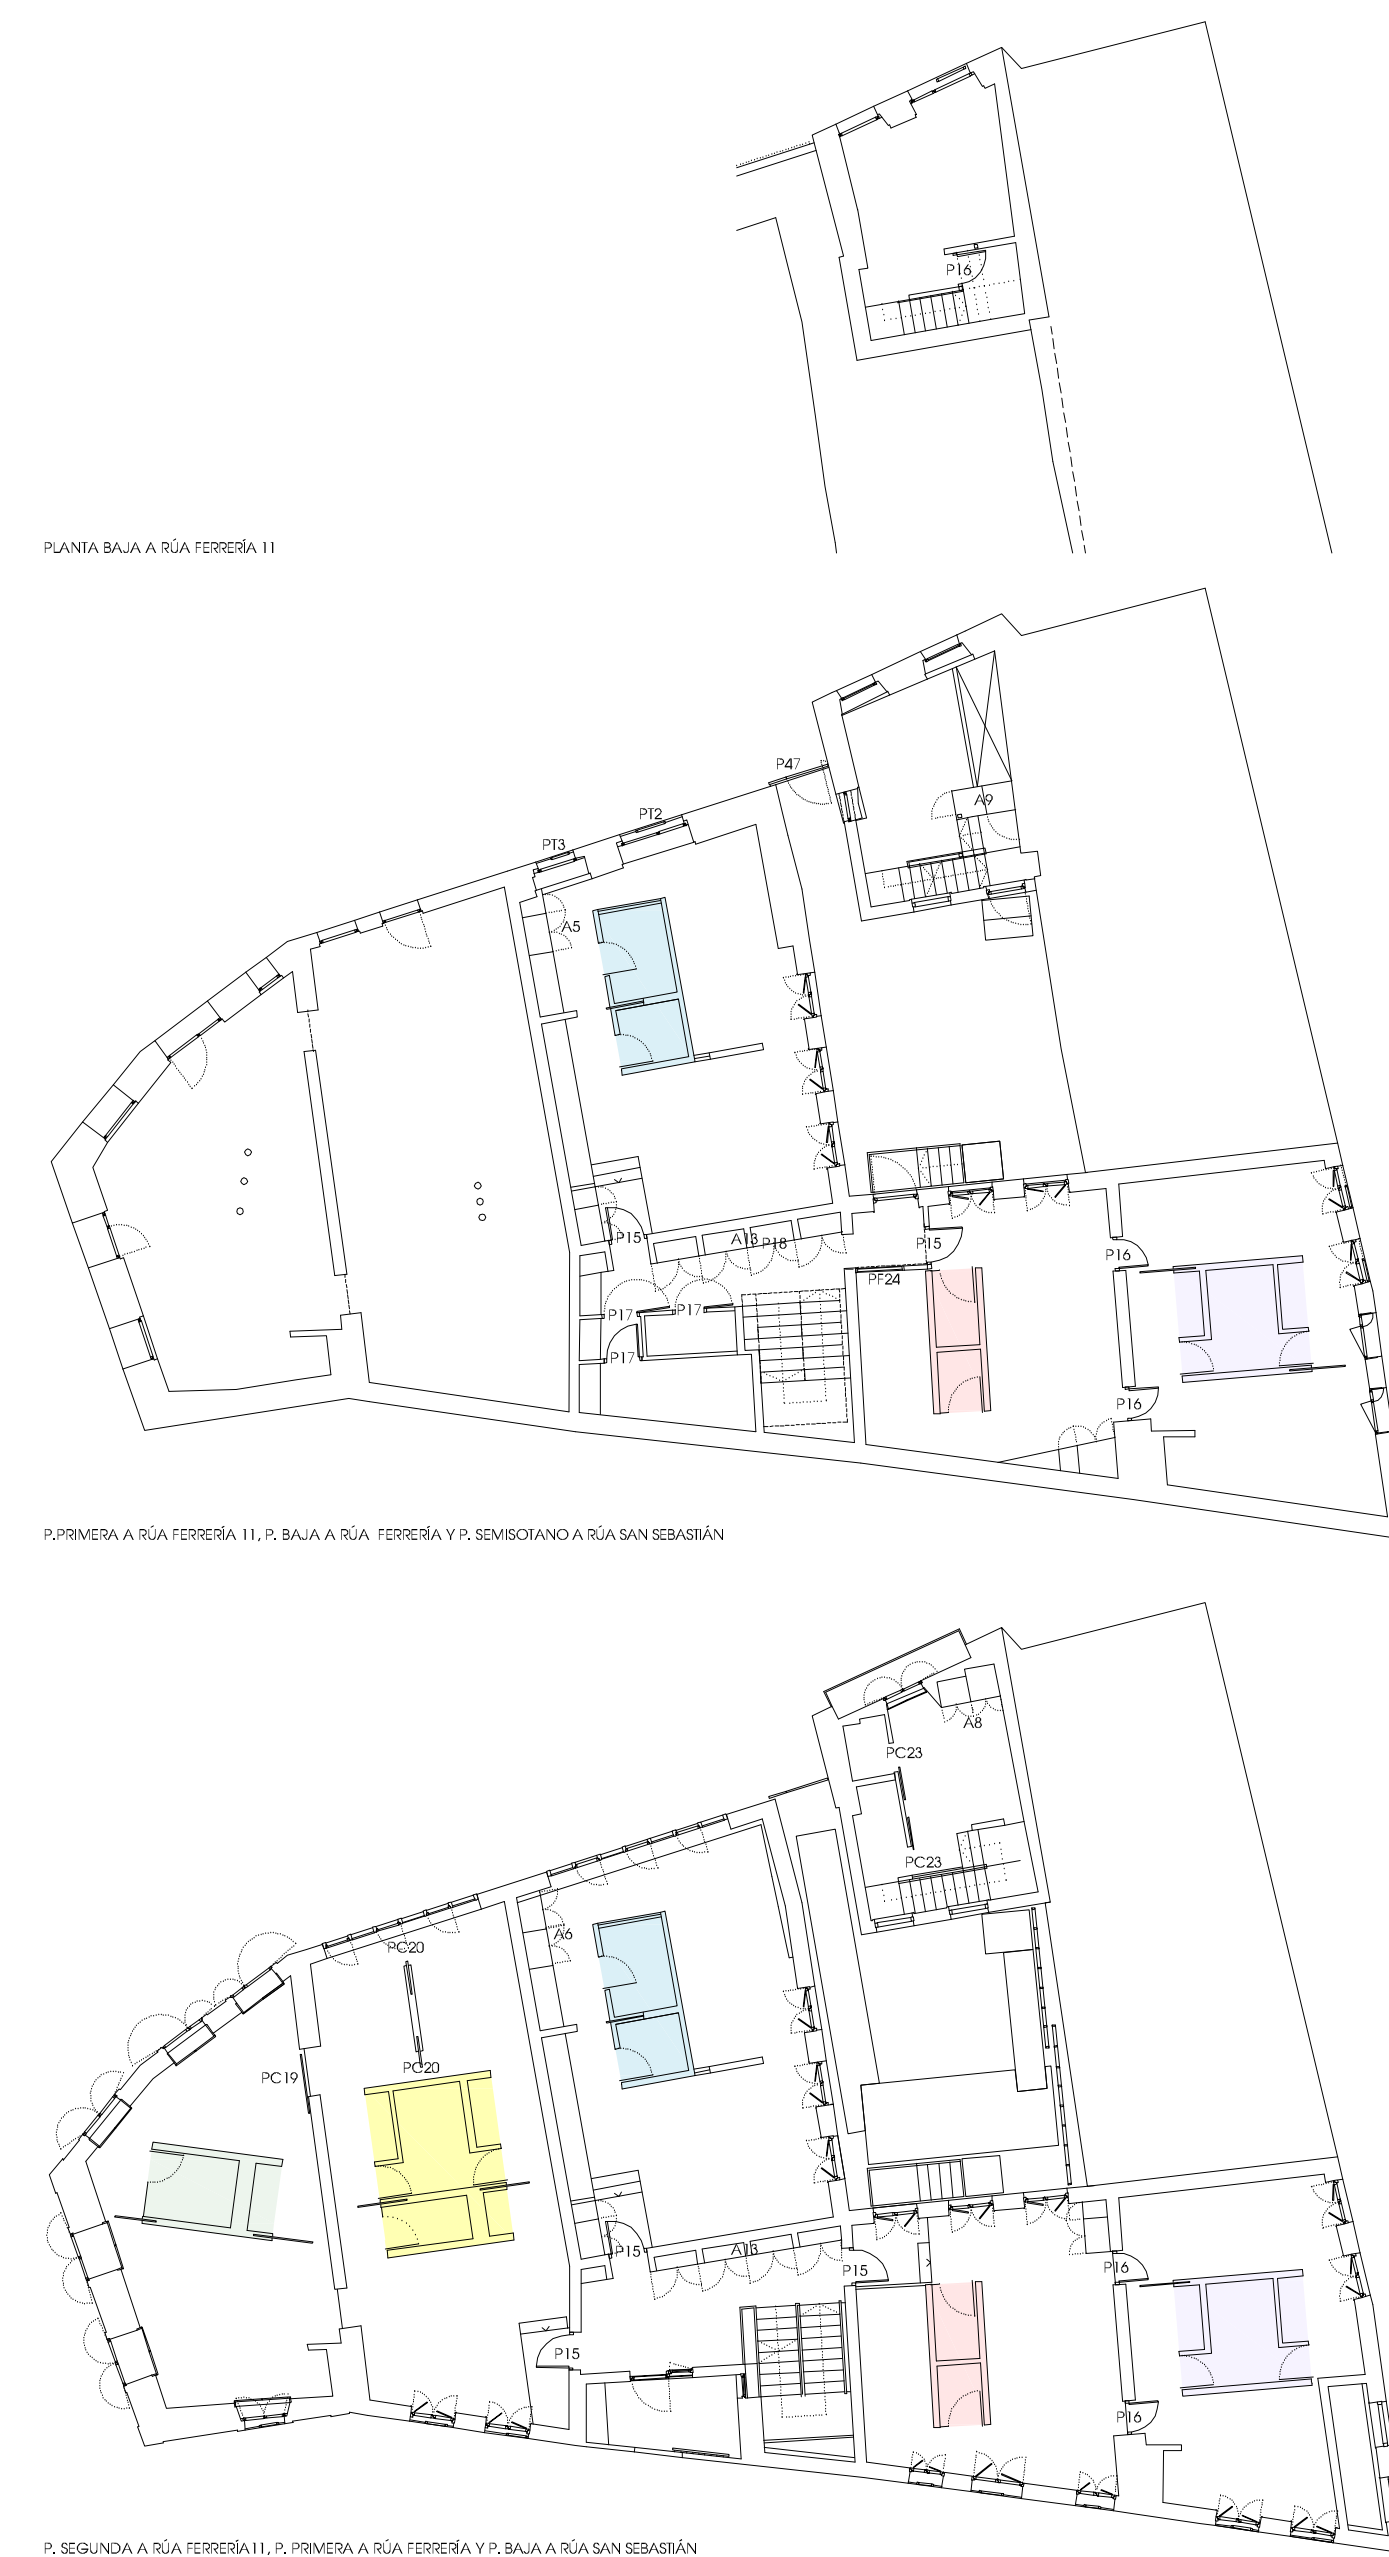 P16
PLANTA BAJA A RÚA FERRERÍA 11
P47
A9
PT2
PT3
A5
P15
A13
P18
P15
P16
PF24
P17
P17
P17
P16
P.PRIMERA A RÚA FERRERÍA 11, P. BAJA A RÚA FERRERÍA Y P. SEMISOTANO A RÚA SAN SEBASTIÁN
A8
PC23
PC23
A6
PC20
PC20
PC19
P15
A13
P15
P16
P15
P16
P. SEGUNDA A RÚA FERRERÍA11, P. PRIMERA A RÚA FERRERÍA Y P. BAJA A RÚA SAN SEBASTIÁN